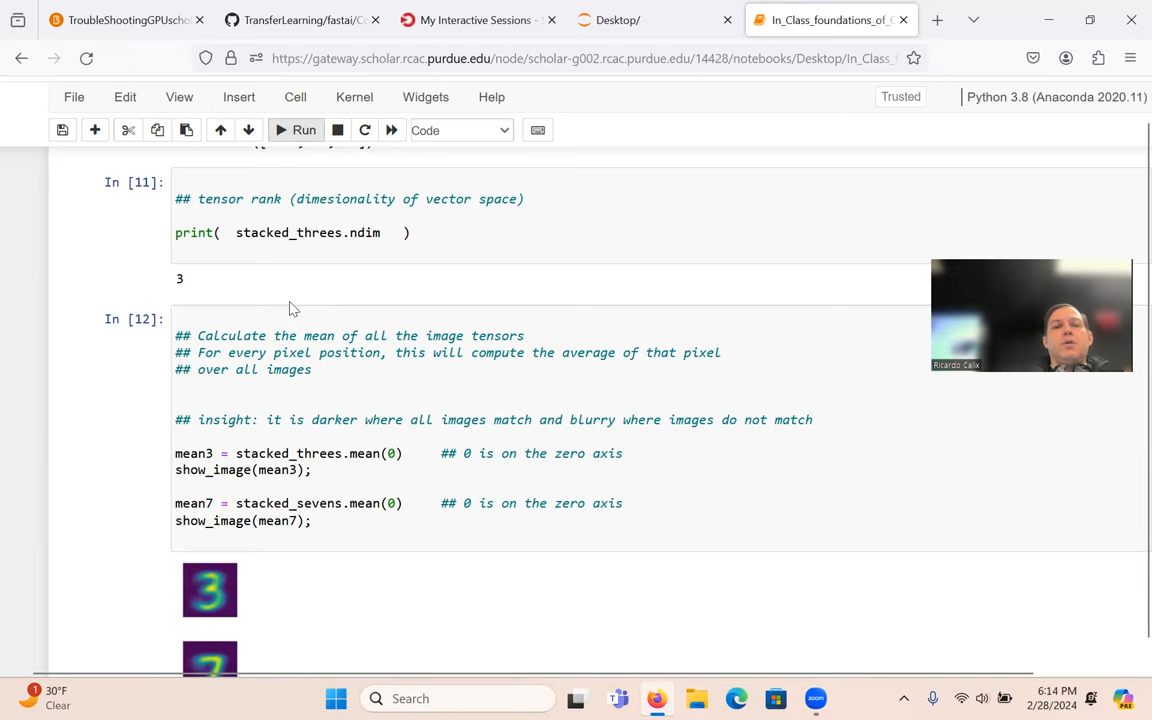 TroubleShootingGPUschol
TransferLearning/fastai/Co
My Interactive Sessions - S
Desktop/
In_Class_foundations_of_C
https://gateway.scholar.rcac.purdue.edu/node/scholar-g002.rcac.purdue.edu/14428/notebooks/Desktop/In_Class_
File Edit View Insert Cell Kernel Widgets Help Trusted Python 3.8 (Anaconda 2020.11)
Run Code
In [11]:
## tensor rank (dimesionality of vector space)
print( stacked_threes.ndim )
3
In [12]:
## Calculate the mean of all the image tensors
## For every pixel position, this will compute the average of that pixel
## over all images
## insight: it is darker where all images match and blurry where images do not match
mean3 = stacked_threes.mean(0) ## 0 is on the zero axis
show_image(mean3);
mean7 = stacked_sevens.mean(0) ## 0 is on the zero axis
show_image(mean7);
3
7
Ricardo Calix
1
30°F
Clear
Search
zoom
PRE
6:14 PM
2/28/2024